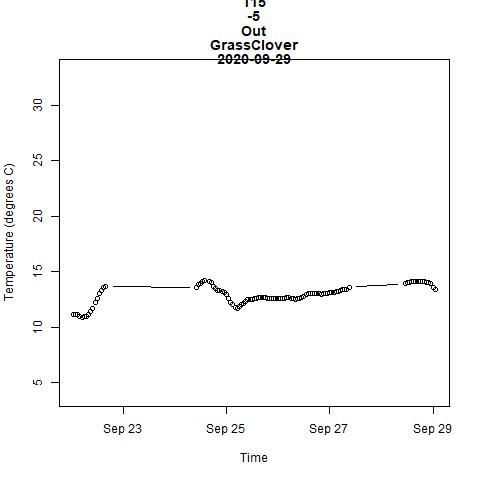 T15
-5
Out
GrassClover
2020-09-29
30
25
20
15
10
5
Temperature (degrees C)
Sep 23 Sep 25 Sep 27 Sep 29
Time